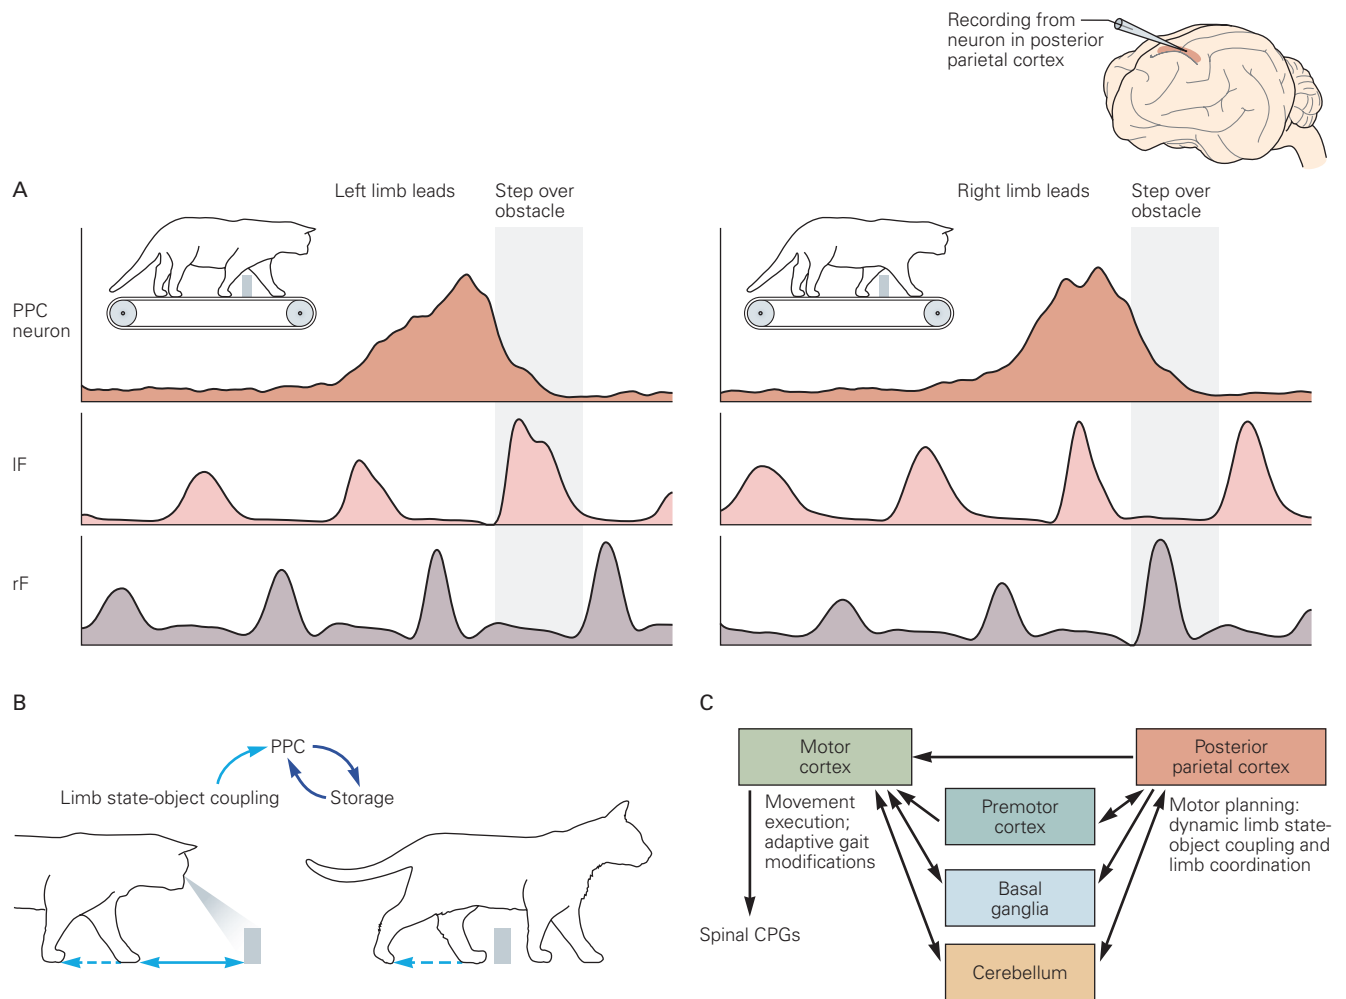 Recording from
neuron in posterior
parietal cortex
A
Left limb leads
Step over
obstacle
Right limb leads
Step over
obstacle
PPC
neuron
lF
rF
B
PPC
Limb state-object coupling
Storage
C
Motor
cortex
Posterior
parietal cortex
Movement
execution;
adaptive gait
modifications
Premotor
cortex
Motor planning:
dynamic limb state-
object coupling and
limb coordination
Basal
ganglia
Spinal CPGs
Cerebellum